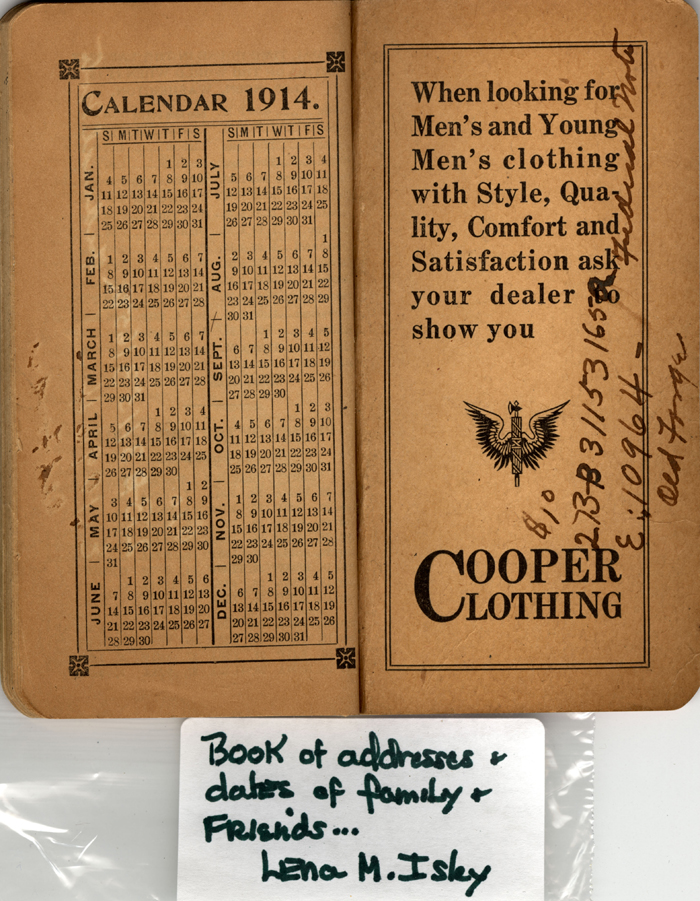 CALENDAR 1914.
S M T W T F S
JAN.
1 2 3
4 5 6 7 8 9 10
11 12 13 14 15 16 17
18 19 20 21 22 23 24
25 26 27 28 29 30 31
FEB.
1 2 3 4 5 6 7
8 9 10 11 12 13 14
15 16 17 18 19 20 21
22 23 24 25 26 27 28
MARCH
1 2 3 4 5 6 7
8 9 10 11 12 13 14
15 16 17 18 19 20 21
22 23 24 25 26 27 28
29 30 31
APRIL
1 2 3 4
5 6 7 8 9 10 11
12 13 14 15 16 17 18
19 20 21 22 23 24 25
26 27 28 29 30
MAY
1 2
3 4 5 6 7 8 9
10 11 12 13 14 15 16
17 18 19 20 21 22 23
24 25 26 27 28 29 30
31
JUNE
1 2 3 4 5 6
7 8 9 10 11 12 13
14 15 16 17 18 19 20
21 22 23 24 25 26 27
28 29 30
S M T W T F S
JULY
1 2 3 4
5 6 7 8 9 10 11
12 13 14 15 16 17 18
19 20 21 22 23 24 25
26 27 28 29 30 31
AUG.
1
2 3 4 5 6 7 8
9 10 11 12 13 14 15
16 17 18 19 20 21 22
23 24 25 26 27 28 29
30 31
SEPT.
1 2 3 4 5
6 7 8 9 10 11 12
13 14 15 16 17 18 19
20 21 22 23 24 25 26
27 28 29 30
OCT.
1 2 3
4 5 6 7 8 9 10
11 12 13 14 15 16 17
18 19 20 21 22 23 24
25 26 27 28 29 30 31
NOV.
1 2 3 4 5 6 7
8 9 10 11 12 13 14
15 16 17 18 19 20 21
22 23 24 25 26 27 28
29 30
DEC.
1 2 3 4 5
6 7 8 9 10 11 12
13 14 15 16 17 18 19
20 21 22 23 24 25 26
27 28 29 30 31
When looking for
Men's and Young
Men's clothing
with Style, Qua-
lity, Comfort and
Satisfaction ask
your dealer to
show you
COOPER
CLOTHING
$10
Federal Note
10964-
Old Forge
Book of addresses &
dates of family &
Friends...
Lena M. Isley